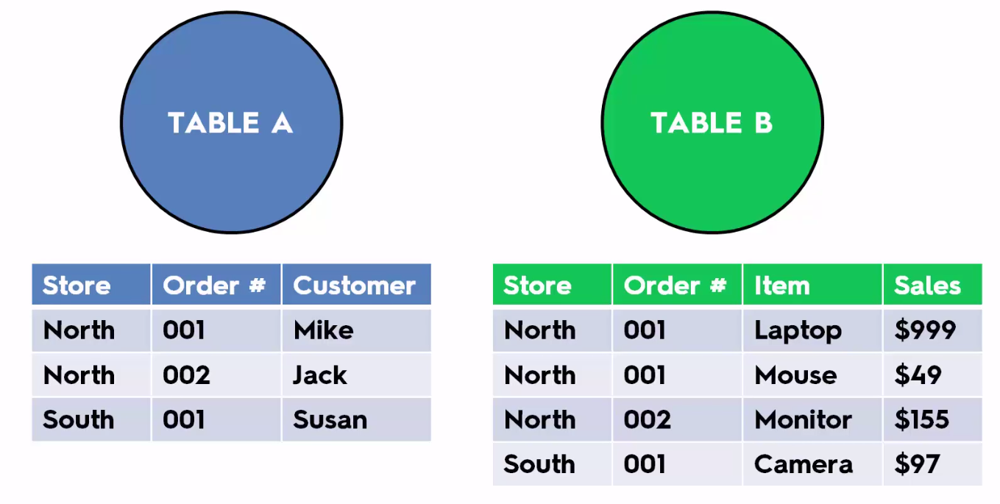 TABLE A
TABLE B
Store Order # Customer
North 001 Mike
North 002 Jack
South 001 Susan
Store Order # Item Sales
North 001 Laptop $999
North 001 Mouse $49
North 002 Monitor $155
South 001 Camera $97